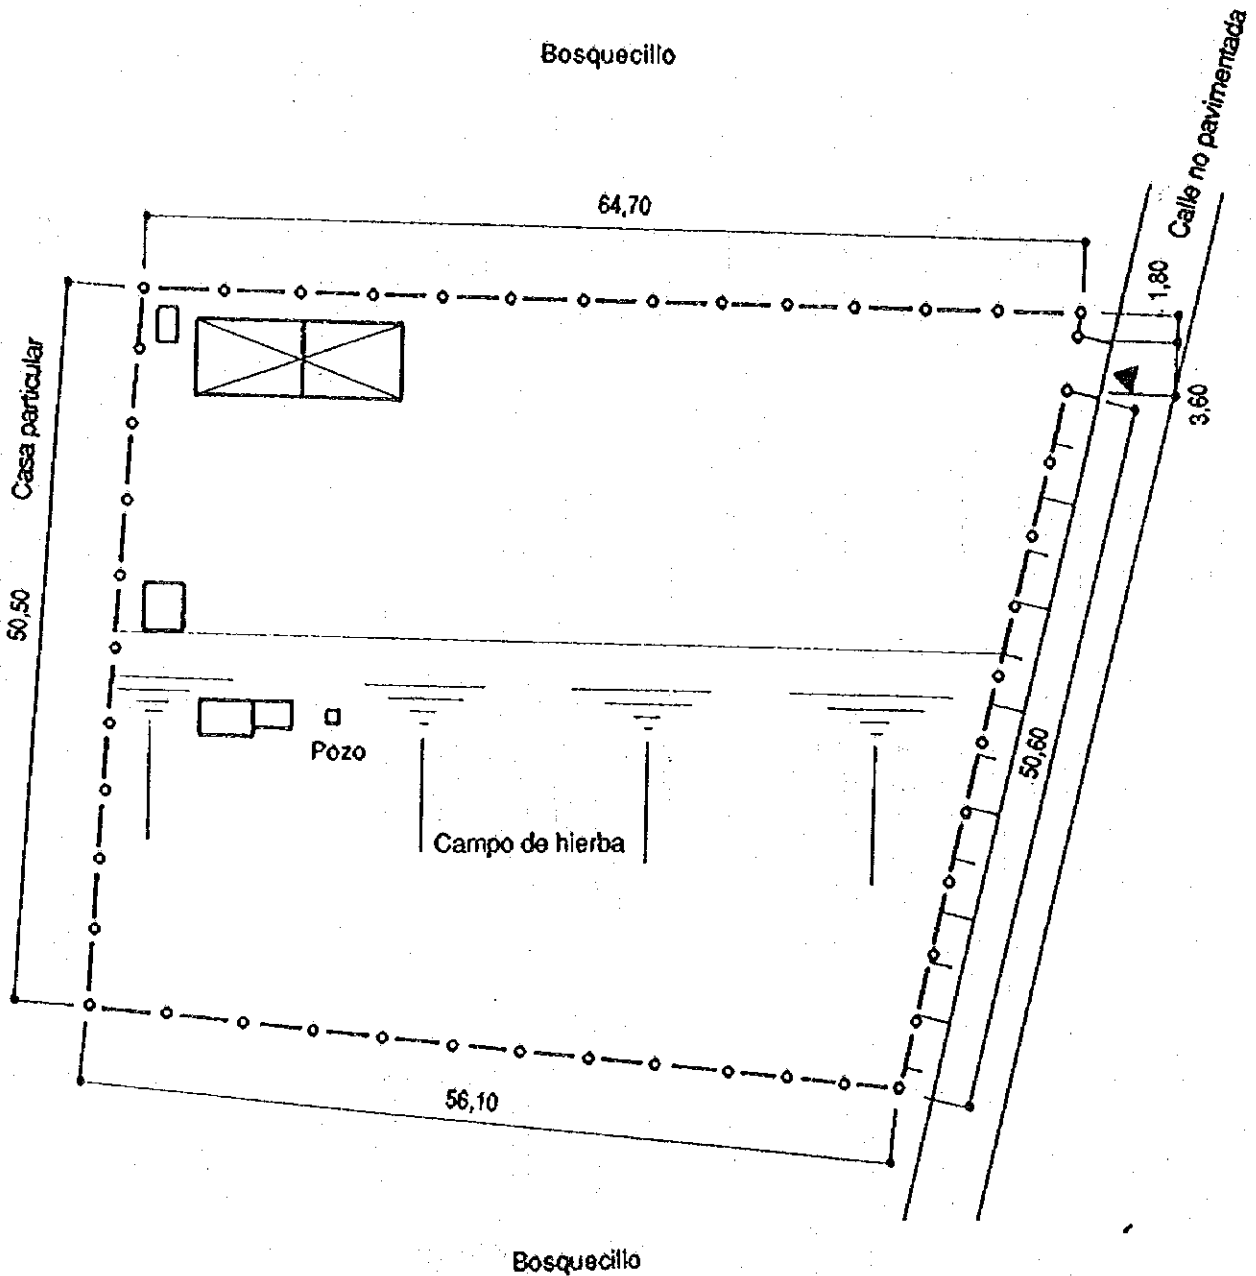 Bosquecillo
Calle no pavimentada
64,70
1,80
3,60
Casa particular
50,50
50,60
Pozo
Campo de hierba
56,10
Bosquecillo